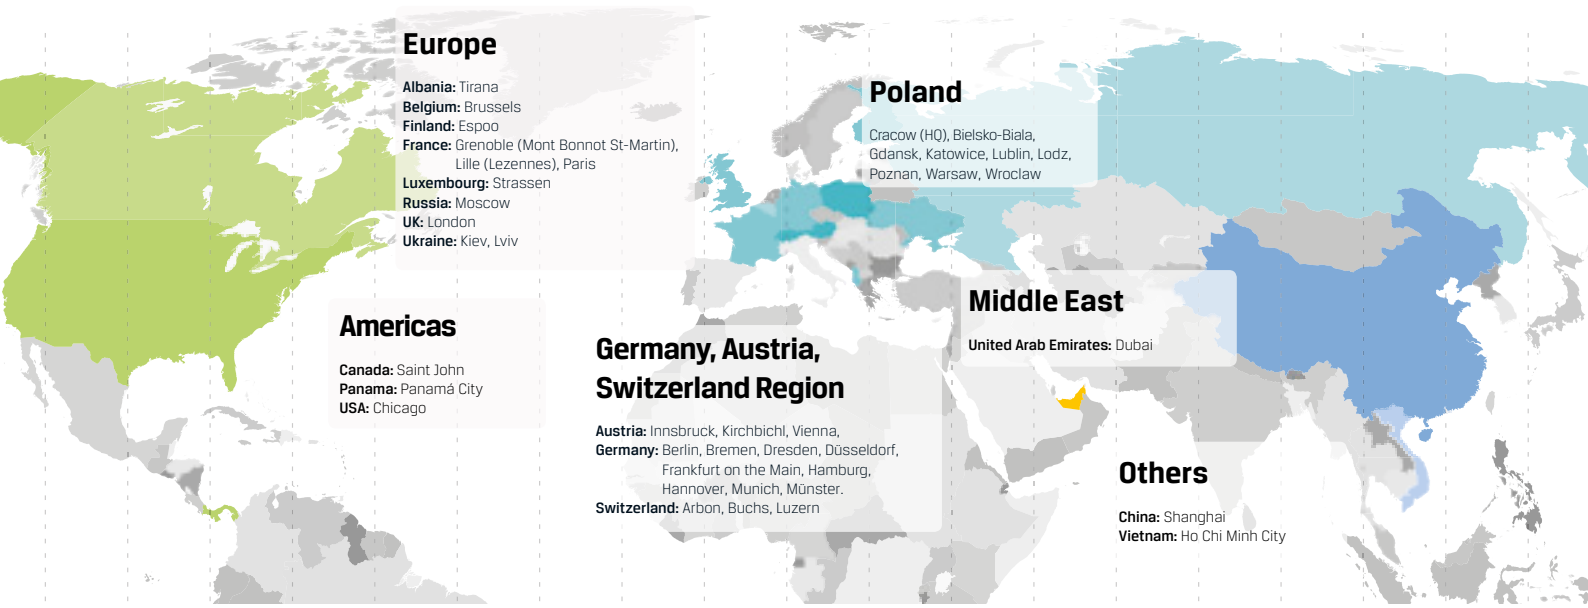 Europe
Albania: Tirana
Belgium: Brussels
Finland: Espoo
France: Grenoble (Mont Bonnot St-Martin),
Lille (Lezennes), Paris
Luxembourg: Strassen
Russia: Moscow
UK: London
Ukraine: Kiev, Lviv
Poland
Cracow (HQ), Bielsko-Biala,
Gdansk, Katowice, Lublin, Lodz,
Poznan, Warsaw, Wroclaw
Americas
Canada: Saint John
Panama: Panamá City
USA: Chicago
Germany, Austria,
Switzerland Region
Austria: Innsbruck, Kirchbichl, Vienna,
Germany: Berlin, Bremen, Dresden, Düsseldorf,
Frankfurt on the Main, Hamburg,
Hannover, Munich, Münster.
Switzerland: Arbon, Buchs, Luzern
Middle East
United Arab Emirates: Dubai
Others
China: Shanghai
Vietnam: Ho Chi Minh City